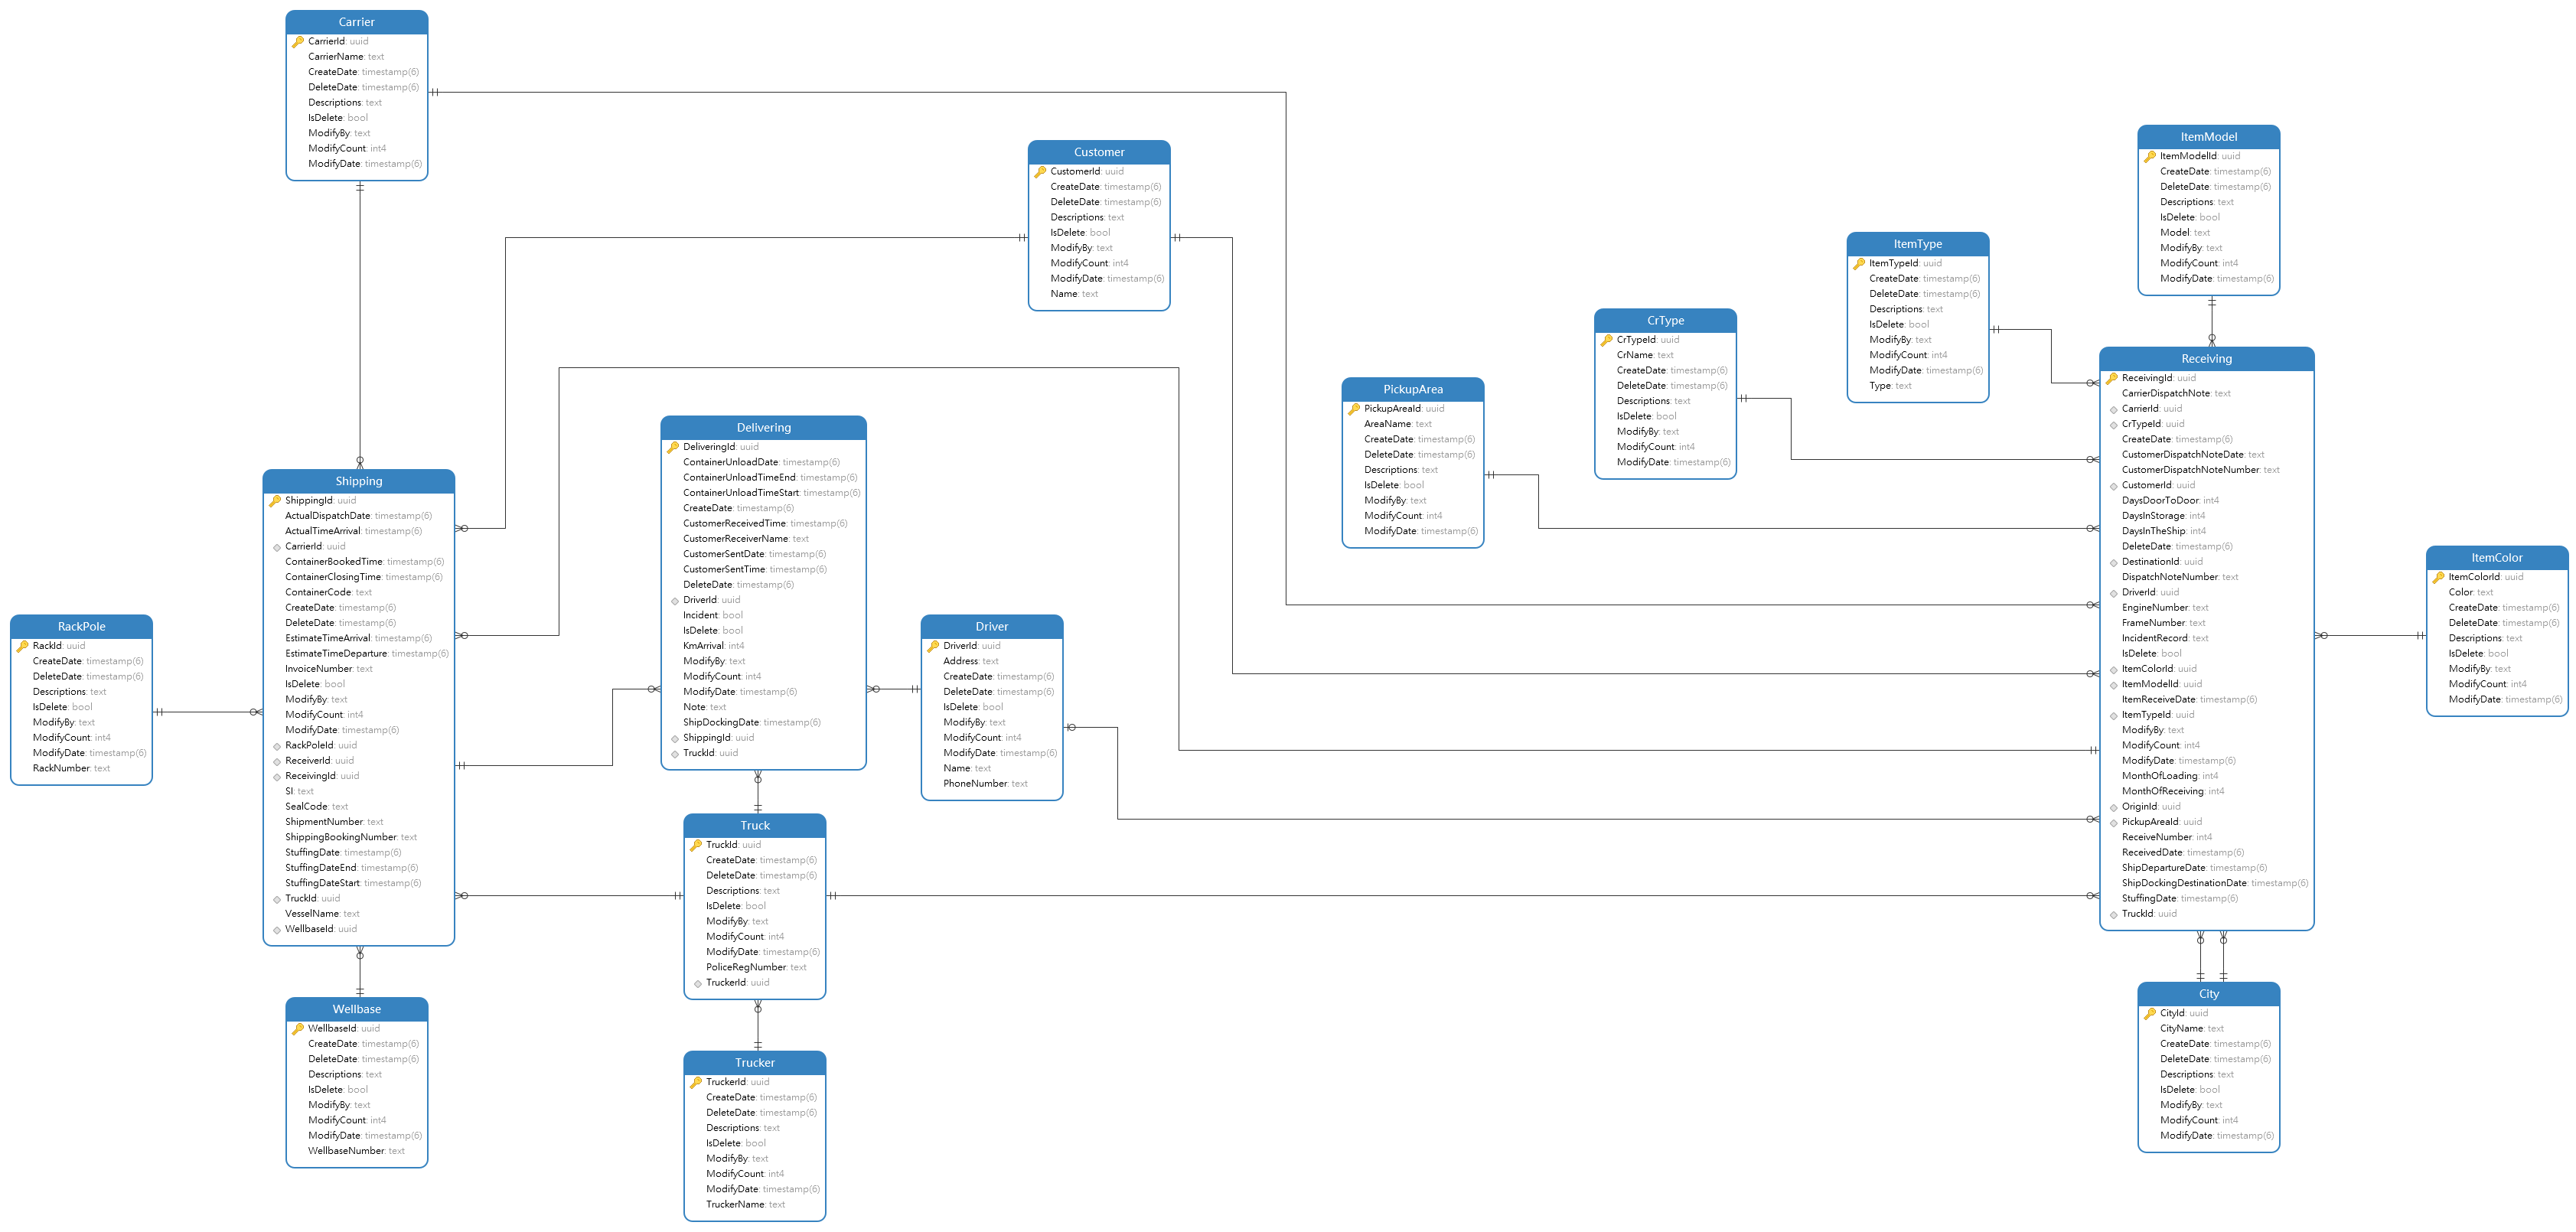 Carrier
CarrierId: uuid
CarrierName: text
CreateDate: timestamp(6)
DeleteDate: timestamp(6)
Descriptions: text
IsDelete: bool
ModifyBy: text
ModifyCount: int4
ModifyDate: timestamp(6)
Customer
CustomerId: uuid
CreateDate: timestamp(6)
DeleteDate: timestamp(6)
Descriptions: text
IsDelete: bool
ModifyBy: text
ModifyCount: int4
ModifyDate: timestamp(6)
Name: text
ItemModel
ItemModelId: uuid
CreateDate: timestamp(6)
DeleteDate: timestamp(6)
Descriptions: text
IsDelete: bool
Model: text
ModifyBy: text
ModifyCount: int4
ModifyDate: timestamp(6)
ItemType
ItemTypeId: uuid
CreateDate: timestamp(6)
DeleteDate: timestamp(6)
Descriptions: text
IsDelete: bool
ModifyBy: text
ModifyCount: int4
ModifyDate: timestamp(6)
Type: text
CrType
CrTypeId: uuid
CrName: text
CreateDate: timestamp(6)
DeleteDate: timestamp(6)
Descriptions: text
IsDelete: bool
ModifyBy: text
ModifyCount: int4
ModifyDate: timestamp(6)
PickupArea
PickupAreaId: uuid
AreaName: text
CreateDate: timestamp(6)
DeleteDate: timestamp(6)
Descriptions: text
IsDelete: bool
ModifyBy: text
ModifyCount: int4
ModifyDate: timestamp(6)
Receiving
ReceivingId: uuid
CarrierDispatchNote: text
CarrierId: uuid
CrTypeId: uuid
CreateDate: timestamp(6)
CustomerDispatchNoteDate: text
CustomerDispatchNoteNumber: text
CustomerId: uuid
DaysDoorToDoor: int4
DaysInStorage: int4
DaysInTheShip: int4
DeleteDate: timestamp(6)
DestinationId: uuid
DispatchNoteNumber: text
DriverId: uuid
EngineNumber: text
FrameNumber: text
IncidentRecord: text
IsDelete: bool
ItemColorId: uuid
ItemModelId: uuid
ItemReceiveDate: timestamp(6)
ItemTypeId: uuid
ModifyBy: text
ModifyCount: int4
ModifyDate: timestamp(6)
MonthOfLoading: int4
MonthOfReceiving: int4
OriginId: uuid
PickupAreaId: uuid
ReceiveNumber: int4
ReceivedDate: timestamp(6)
ShipDepartureDate: timestamp(6)
ShipDockingDestinationDate: timestamp(6)
StuffingDate: timestamp(6)
TruckId: uuid
Delivering
DeliveringId: uuid
ContainerUnloadDate: timestamp(6)
ContainerUnloadTimeEnd: timestamp(6)
ContainerUnloadTimeStart: timestamp(6)
CreateDate: timestamp(6)
CustomerReceivedTime: timestamp(6)
CustomerReceiverName: text
CustomerSentDate: timestamp(6)
CustomerSentTime: timestamp(6)
DeleteDate: timestamp(6)
DriverId: uuid
Incident: bool
IsDelete: bool
KmArrival: int4
ModifyBy: text
ModifyCount: int4
ModifyDate: timestamp(6)
Note: text
ShipDockingDate: timestamp(6)
ShippingId: uuid
TruckId: uuid
Shipping
ShippingId: uuid
ActualDispatchDate: timestamp(6)
ActualTimeArrival: timestamp(6)
CarrierId: uuid
ContainerBookedTime: timestamp(6)
ContainerClosingTime: timestamp(6)
ContainerCode: text
CreateDate: timestamp(6)
DeleteDate: timestamp(6)
EstimateTimeArrival: timestamp(6)
EstimateTimeDeparture: timestamp(6)
InvoiceNumber: text
IsDelete: bool
ModifyBy: text
ModifyCount: int4
ModifyDate: timestamp(6)
RackPoleId: uuid
ReceiverId: uuid
ReceivingId: uuid
SI: text
SealCode: text
ShipmentNumber: text
ShippingBookingNumber: text
StuffingDate: timestamp(6)
StuffingDateEnd: timestamp(6)
StuffingDateStart: timestamp(6)
TruckId: uuid
VesselName: text
WellbaseId: uuid
ItemColor
ItemColorId: uuid
Color: text
CreateDate: timestamp(6)
DeleteDate: timestamp(6)
Descriptions: text
IsDelete: bool
ModifyBy: text
ModifyCount: int4
ModifyDate: timestamp(6)
RackPole
RackId: uuid
CreateDate: timestamp(6)
DeleteDate: timestamp(6)
Descriptions: text
IsDelete: bool
ModifyBy: text
ModifyCount: int4
ModifyDate: timestamp(6)
RackNumber: text
Driver
DriverId: uuid
Address: text
CreateDate: timestamp(6)
DeleteDate: timestamp(6)
IsDelete: bool
ModifyBy: text
ModifyCount: int4
ModifyDate: timestamp(6)
Name: text
PhoneNumber: text
Truck
TruckId: uuid
CreateDate: timestamp(6)
DeleteDate: timestamp(6)
Descriptions: text
IsDelete: bool
ModifyBy: text
ModifyCount: int4
ModifyDate: timestamp(6)
PoliceRegNumber: text
TruckerId: uuid
City
CityId: uuid
CityName: text
CreateDate: timestamp(6)
DeleteDate: timestamp(6)
Descriptions: text
IsDelete: bool
ModifyBy: text
ModifyCount: int4
ModifyDate: timestamp(6)
Wellbase
WellbaseId: uuid
CreateDate: timestamp(6)
DeleteDate: timestamp(6)
Descriptions: text
IsDelete: bool
ModifyBy: text
ModifyCount: int4
ModifyDate: timestamp(6)
WellbaseNumber: text
Trucker
TruckerId: uuid
CreateDate: timestamp(6)
DeleteDate: timestamp(6)
Descriptions: text
IsDelete: bool
ModifyBy: text
ModifyCount: int4
ModifyDate: timestamp(6)
TruckerName: text